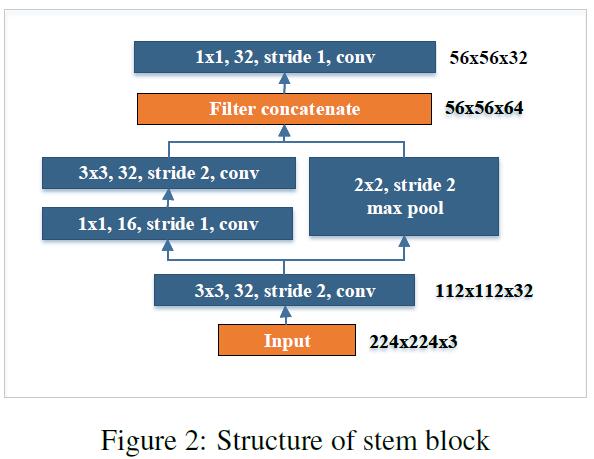 1x1, 32, stride 1, conv
56x56x32
Filter concatenate
56x56x64
3x3, 32, stride 2, conv
1x1, 16, stride 1, conv
2x2, stride 2
max pool
3x3, 32, stride 2, conv
112x112x32
Input
224x224x3
Figure 2: Structure of stem block